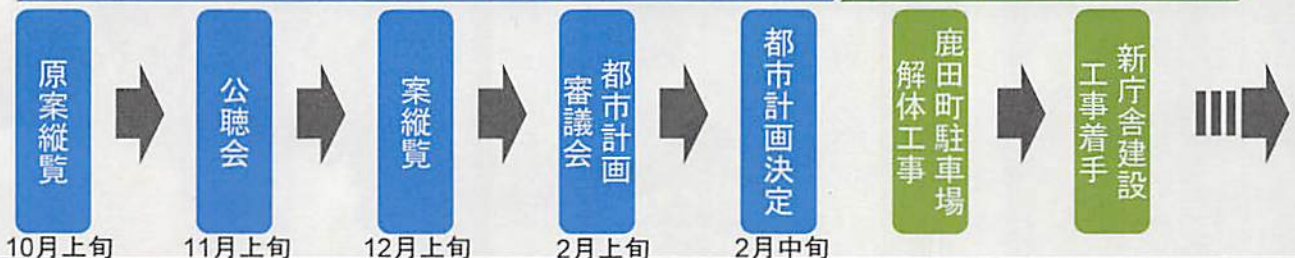 原案縦覧
公聴会
案縦覧
都市計画
審議会
都市計画決定
鹿田町駐車場
解体工事
新庁舎建設
工事着手
10月上旬
11月上旬
12月上旬
2月上旬
2月中旬